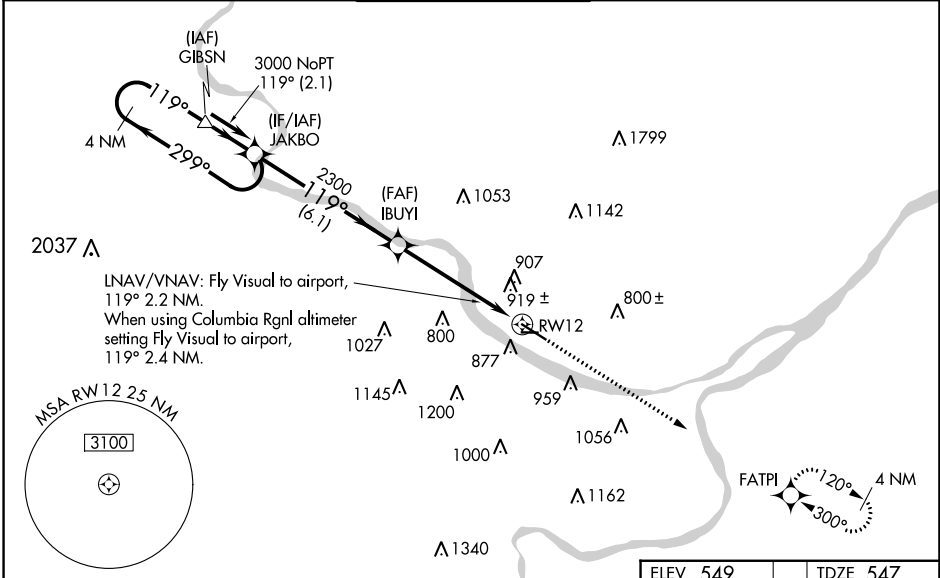 (IAF)
GIBSN
3000 NoPT
119° (2.1)
119°
4 NM
299°
(IF/IAF)
JAKBO
1799
2300
119°
(6.1)
(FAF)
IBUYI
1053
1142
2037
907
919 ±
800 ±
LNAV/VNAV: Fly Visual to airport,
119° 2.2 NM.
When using Columbia Rgnl altimeter
setting Fly Visual to airport,
119° 2.4 NM.
RW12
1027
800
877
1145
1200
959
1056
1000
MSA RW12 25 NM
3100
FATPI
120°
4 NM
300°
1162
1340
ELEV 549
TDZE 547